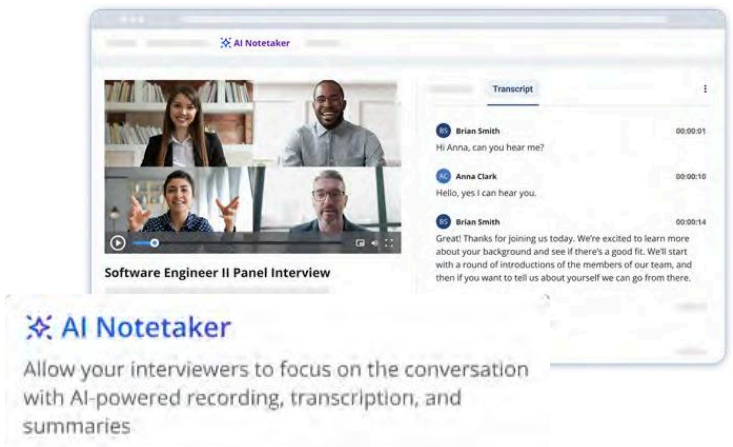 AI Notetaker
Transcript
BS Brian Smith 00:00:01
Hi Anna, can you hear me?
AC Anna Clark 00:00:10
Hello, yes I can hear you.
BS Brian Smith 00:00:14
Great! Thanks for joining us today. We're excited to learn more
about your background and see if there's a good fit. We'll start
with a round of introductions of the members of our team, and
then if you want to tell us about yourself we can go from there.
Software Engineer II Panel Interview
AI Notetaker
Allow your interviewers to focus on the conversation
with AI-powered recording, transcription, and
summaries